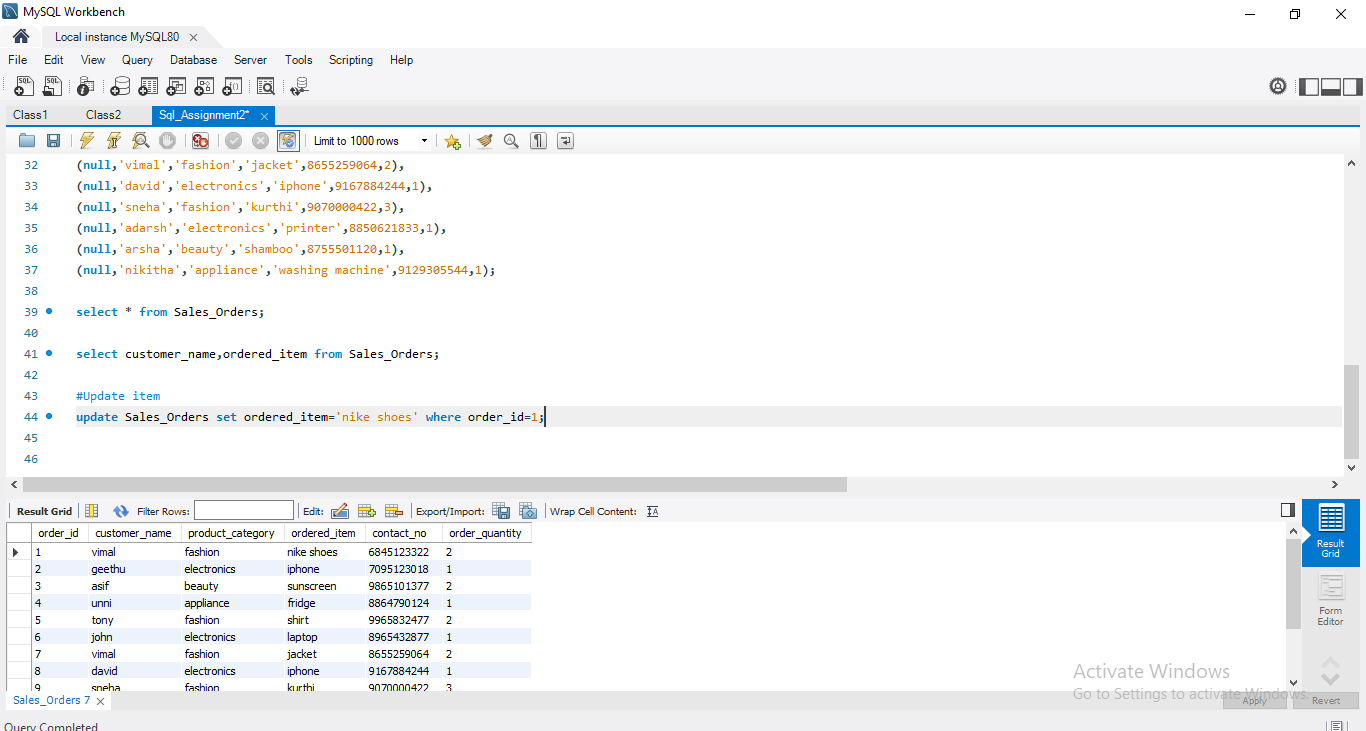 MySQL Workbench
Local instance MySQL80
File Edit View Query Database Server Tools Scripting Help
Class1 Class2 Sql_Assignment2*
Limit to 1000 rows
32 (null,'vimal','fashion','jacket',8655259064,2),
33 (null,'david','electronics','iphone',9167884244,1),
34 (null,'sneha','fashion','kurthi',9070000422,3),
35 (null,'adarsh','electronics','printer',8850621833,1),
36 (null,'arsha','beauty','shamboo',8755501120,1),
37 (null,'nikitha','appliance','washing machine',9129305544,1);
38
39 select * from Sales_Orders;
40
41 select customer_name,ordered_item from Sales_Orders;
42
43 #Update item
44 update Sales_Orders set ordered_item='nike shoes' where order_id=1;
45
46
Result Grid Filter Rows: Edit: Export/Import: Wrap Cell Content:
order_id customer_name product_category ordered_item contact_no order_quantity
1 vimal fashion nike shoes 6845123322 2
2 geethu electronics iphone 7095123018 1
3 asif beauty sunscreen 9865101377 2
4 unni appliance fridge 8864790124 1
5 tony fashion shirt 9965832477 2
6 john electronics laptop 8965432877 1
7 vimal fashion jacket 8655259064 2
8 david electronics iphone 9167884244 1
9 sneha fashion kurthi 9070000422 3
Result
Grid
Form
Editor
Activate Windows
Go to Settings to activate Windows.
Sales_Orders 7
Apply Revert
Query Completed